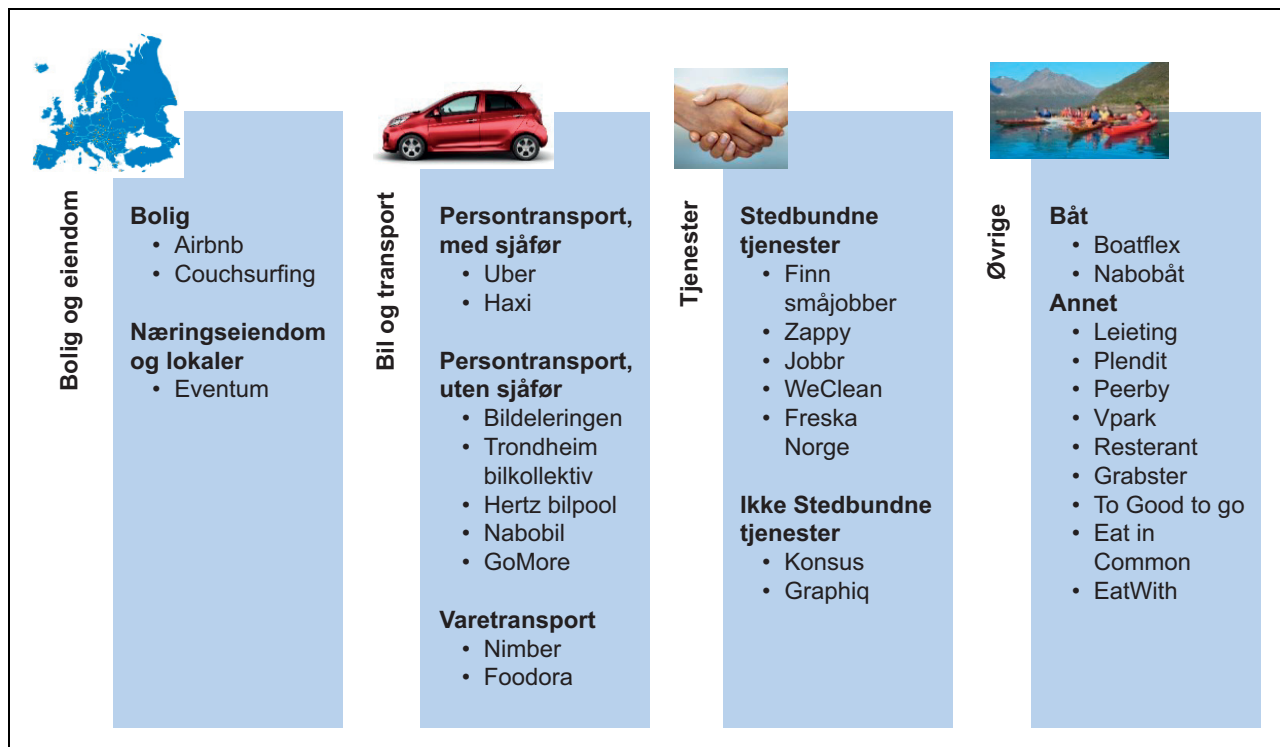 Bolig og eiendom
Bolig
• Airbnb
• Couchsurfing
Næringseiendom
og lokaler
• Eventum
Bil og transport
Persontransport,
med sjåfør
• Uber
• Haxi
Persontransport,
uten sjåfør
• Bildeleringen
• Trondheim
bilkollektiv
• Hertz bilpool
• Nabobil
• GoMore
Varetransport
• Nimber
• Foodora
Tjenester
Stedbundne
tjenester
• Finn
småjobber
• Zappy
• Jobbr
• WeClean
• Freska
Norge
Ikke Stedbundne
tjenester
• Konsus
• Graphiq
Øvrige
Båt
• Boatflex
• Nabobåt
Annet
• Leieting
• Plendit
• Peerby
• Vpark
• Resterant
• Grabster
• To Good to go
• Eat in
Common
• EatWith